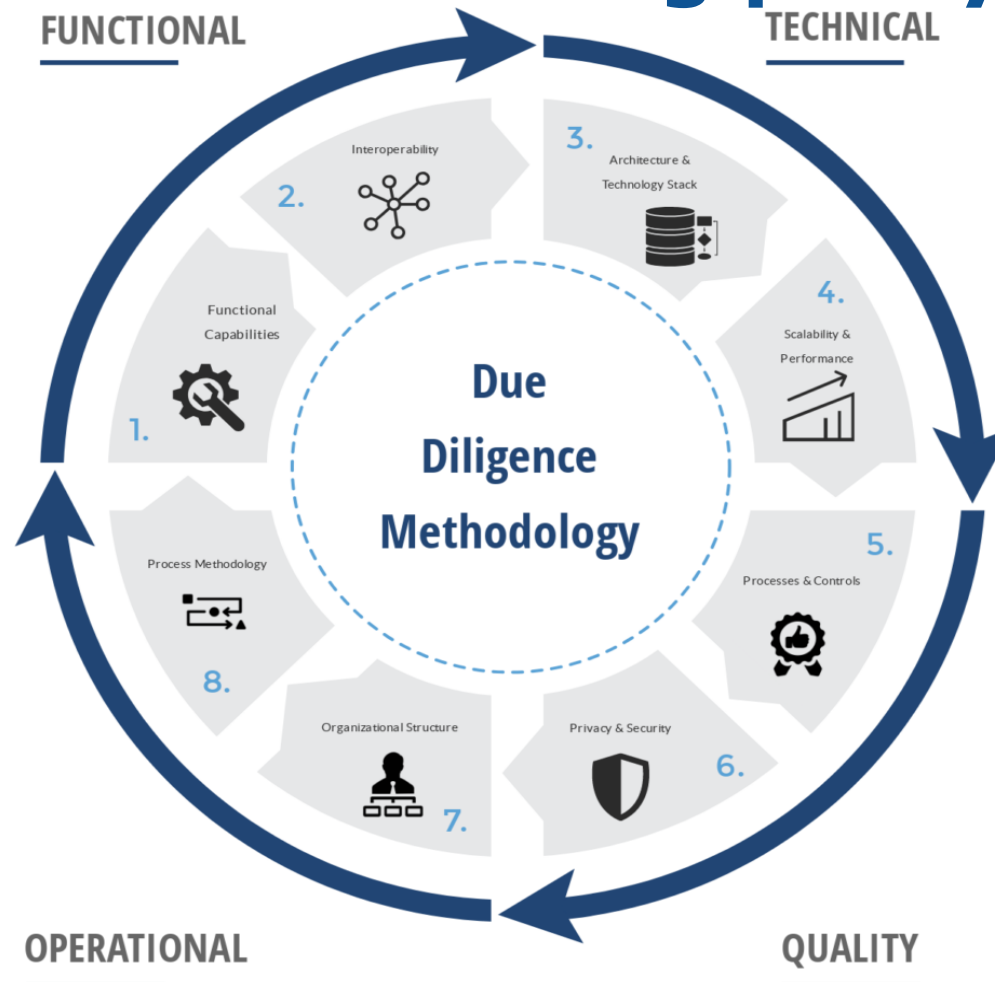 FUNCTIONAL
TECHNICAL
1.
Functional
Capabilities
2.
Interoperability
3.
Architecture &
Technology Stack
4.
Scalability &
Performance
5.
Processes & Controls
6.
Privacy & Security
7.
Organizational Structure
8.
Process Methodology
Due
Diligence
Methodology
OPERATIONAL
QUALITY